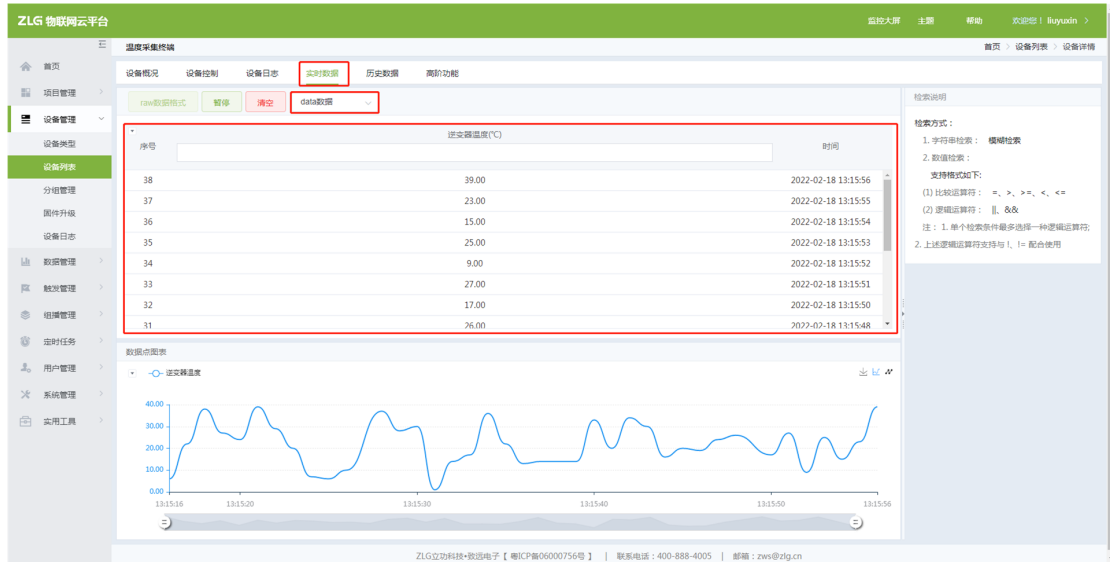 ZLG 物联网云平台
监控大屏 主题 帮助 欢迎您！ liuyuxin
温度采集终端
首页 > 设备列表 > 设备详情
首页
项目管理
设备管理
设备类型
设备列表
分组管理
固件升级
设备日志
数据管理
触发管理
组播管理
定时任务
用户管理
系统管理
实用工具
设备概况 设备控制 设备日志 实时数据 历史数据 高阶功能
raw数据格式 暂停 清空 data数据
序号 逆变器温度(℃) 时间
38 39.00 2022-02-18 13:15:56
37 23.00 2022-02-18 13:15:55
36 15.00 2022-02-18 13:15:54
35 25.00 2022-02-18 13:15:53
34 9.00 2022-02-18 13:15:52
33 27.00 2022-02-18 13:15:51
32 17.00 2022-02-18 13:15:50
31 26.00 2022-02-18 13:15:48
检索说明
检索方式：
1. 字符串检索： 模糊检索
2. 数值检索：
支持格式如下:
(1) 比较运算符： =、>、>=、<、<=
(2) 逻辑运算符： ||、&&
注： 1. 单个检索条件最多选择一种逻辑运算符;
2. 上述逻辑运算符支持与 !、!= 配合使用
数据点图表
逆变器温度
40.00
30.00
20.00
10.00
0.00
13:15:16 13:15:20 13:15:30 13:15:40 13:15:50 13:15:56
ZLG立功科技•致远电子【 粤ICP备06000756号 】 | 联系电话：400-888-4005 | 邮箱：zws@zlg.cn